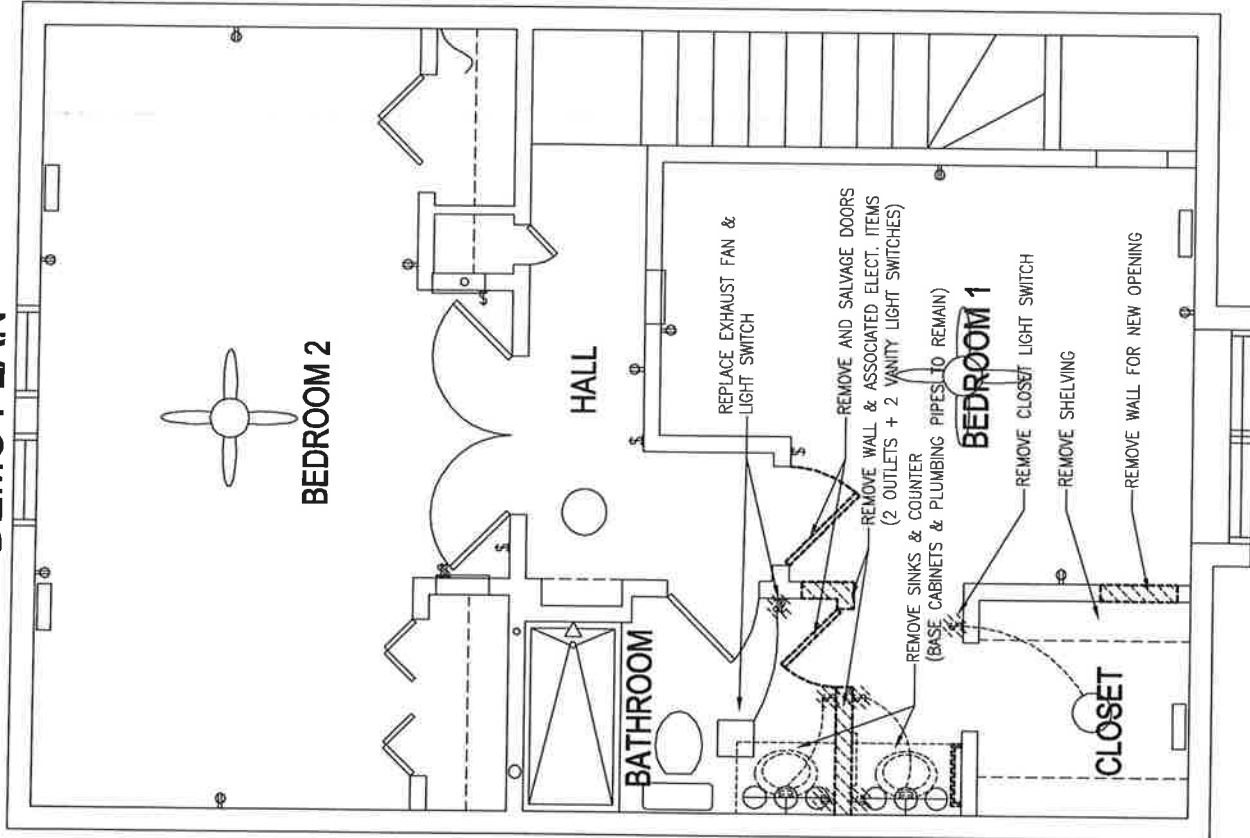 BEDROOM 2
HALL
REPLACE EXHAUST FAN &
LIGHT SWITCH
BATHROOM
REMOVE AND SALVAGE DOORS
REMOVE WALL & ASSOCIATED ELECT. ITEMS
(2 OUTLETS + 2 VANITY LIGHT SWITCHES)
REMOVE SINKS & COUNTER
(BASE CABINETS & PLUMBING PIPES TO REMAIN)
BEDROOM 1
REMOVE CLOSET LIGHT SWITCH
REMOVE SHELVING
REMOVE WALL FOR NEW OPENING
CLOSET